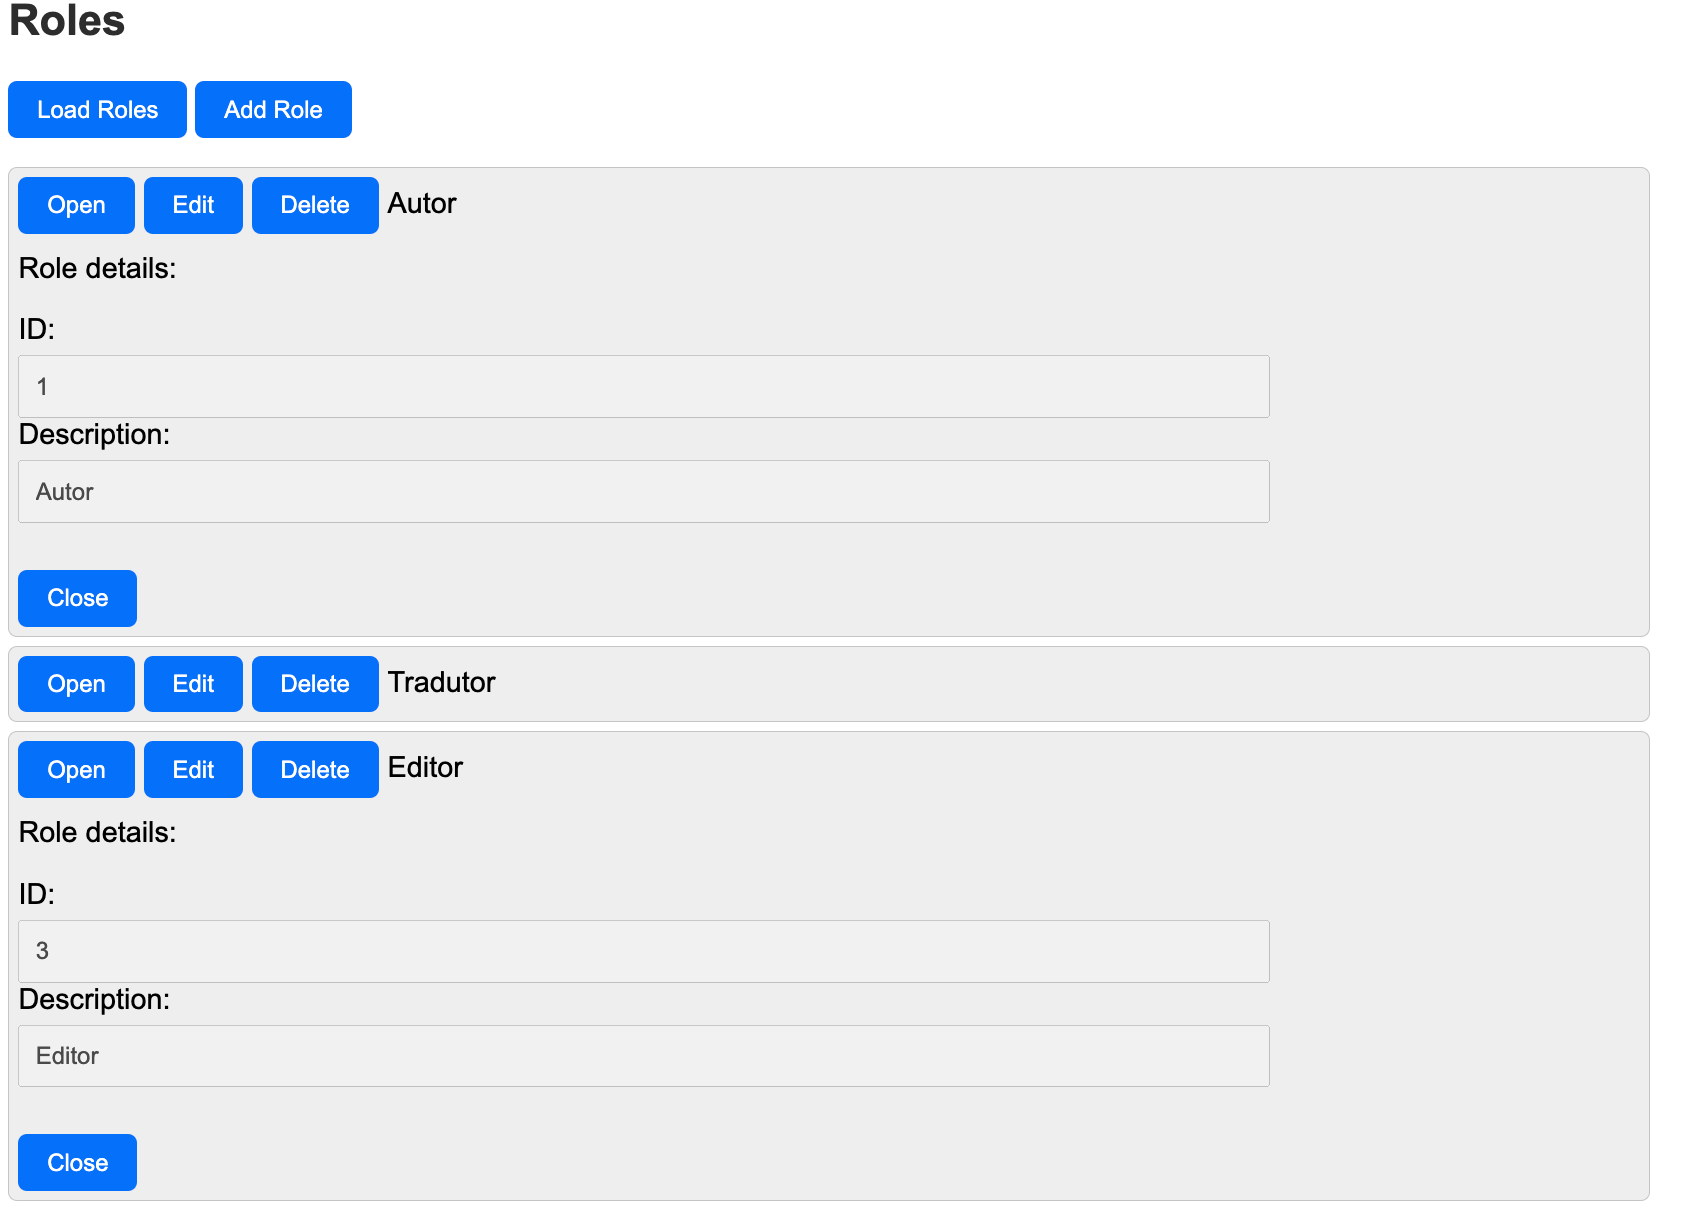 Roles
Load Roles Add Role
Open Edit Delete Autor
Role details:
ID:
1
Description:
Autor
Close
Open Edit Delete Tradutor
Open Edit Delete Editor
Role details:
ID:
3
Description:
Editor
Close